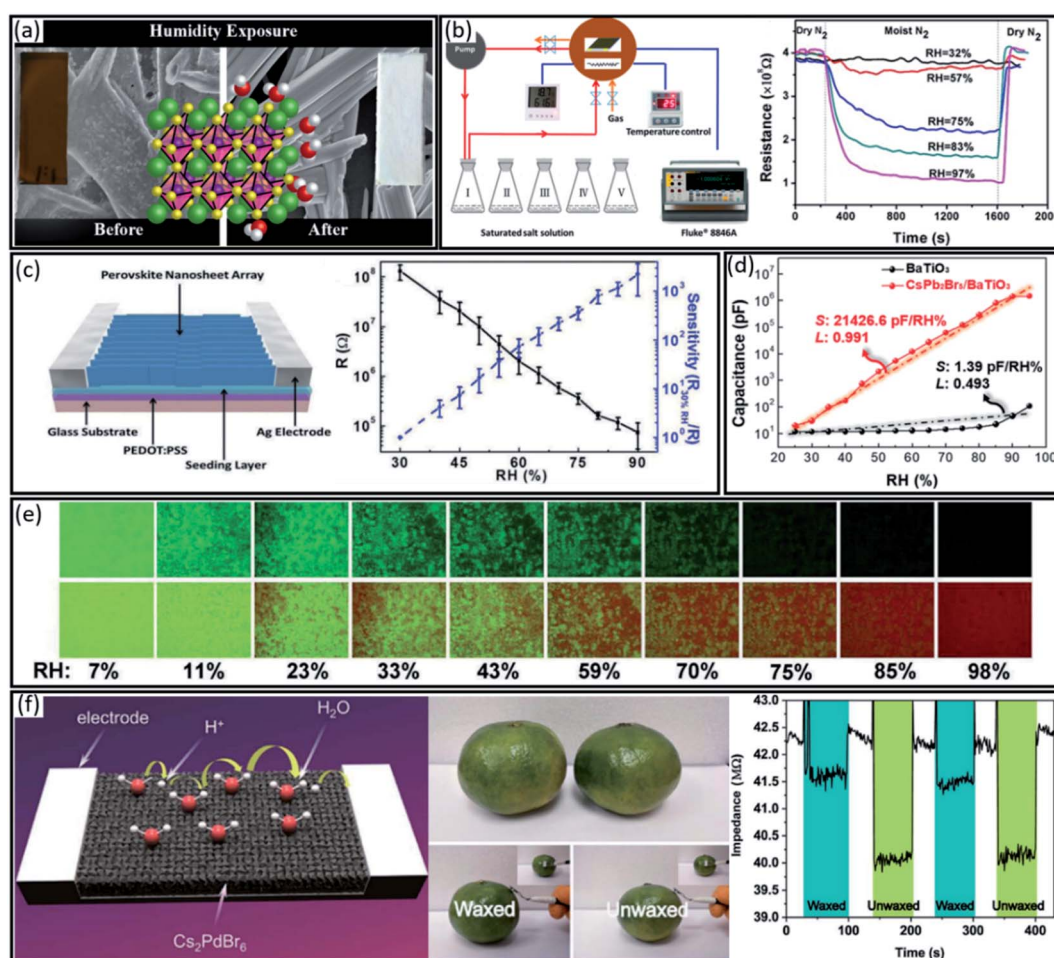 (a)
Humidity Exposure
Before
After
(b)
Pump
Gas
Temperature control
I
II
III
IV
V
Saturated salt solution
Fluke® 8846A
Dry N2
Moist N2
Dry N2
RH=32%
RH=57%
RH=75%
RH=83%
RH=97%
4
3
2
1
0
400
800
1200
1600
2000
Time (s)
(c)
Perovskite Nanosheet Array
Glass Substrate
PEDOT:PSS
Seeding Layer
Ag Electrode
R (Ω)
10⁸
10⁷
10⁶
10⁵
30
45
60
75
90
RH (%)
10³
10²
10¹
10⁰
Sensitivity (R30% RH0/R)
(d)
BaTiO₃
CsPb₂Br₅/BaTiO₃
S: 21426.6 pF/RH%
L: 0.991
S: 1.39 pF/RH%
L: 0.493
Capacitance (pF)
10⁷
10⁶
10⁵
10⁴
10³
10²
10¹
20 30 40 50 60 70 80 90 100
RH (%)
(e)
RH: 7% 11% 23% 33% 43% 59% 70% 75% 85% 98%
(f)
electrode
H⁺
H₂O
Cs₂PdBr₆
Waxed
Unwaxed
Impedance (MΩ)
43.0
42.5
42.0
41.5
41.0
40.5
40.0
39.5
39.0
Waxed
Unwaxed
Waxed
Unwaxed
0 100 200 300 400
Time (s)